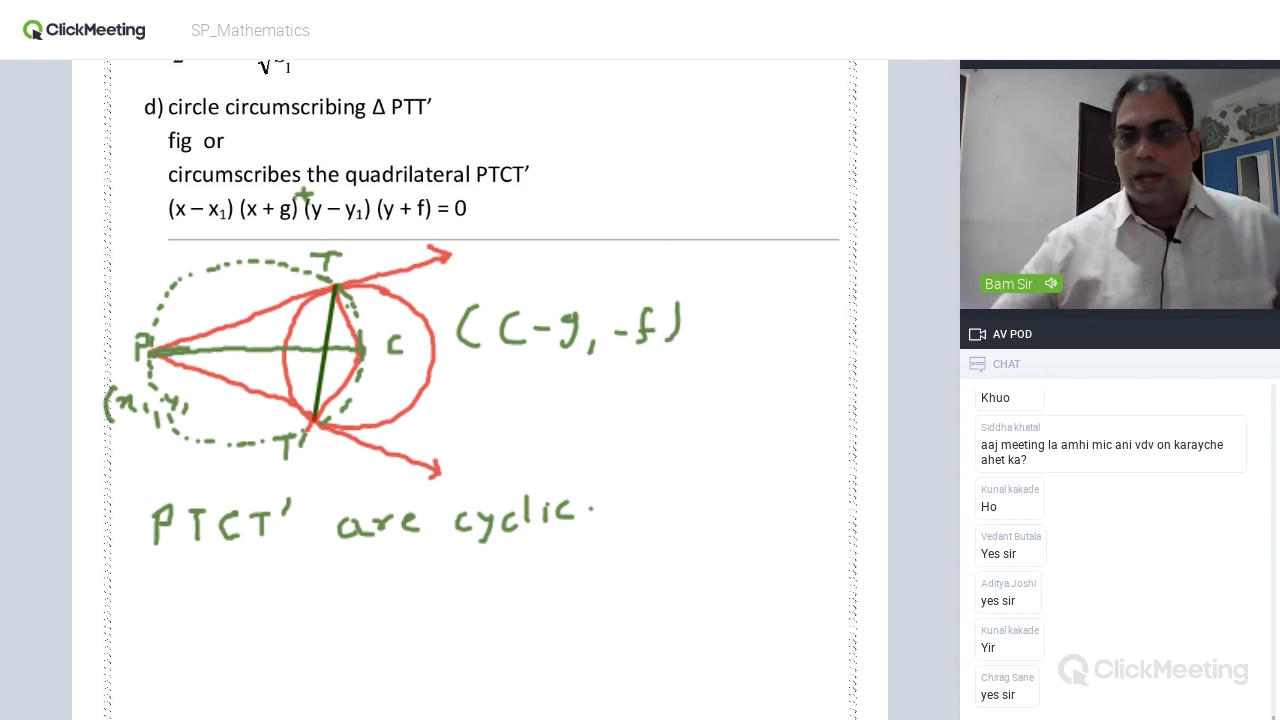 ClickMeeting
SP_Mathematics
d) circle circumscribing Δ PTT’
fig or
circumscribes the quadrilateral PTCT’
+
(x – x₁) (x + g) (y – y₁) (y + f) = 0
T
P
C
( (-g, -f)
(x₁, y₁
T'
PTCT' are cyclic.
Bam Sir
AV POD
CHAT
Khuo
Siddha khatal
aaj meeting la amhi mic ani vdv on karayche
ahet ka?
Kunal kakade
Ho
Vedant Butala
Yes sir
Aditya Joshi
yes sir
Kunal kakade
Yir
Chirag Sane
yes sir
ClickMeeting